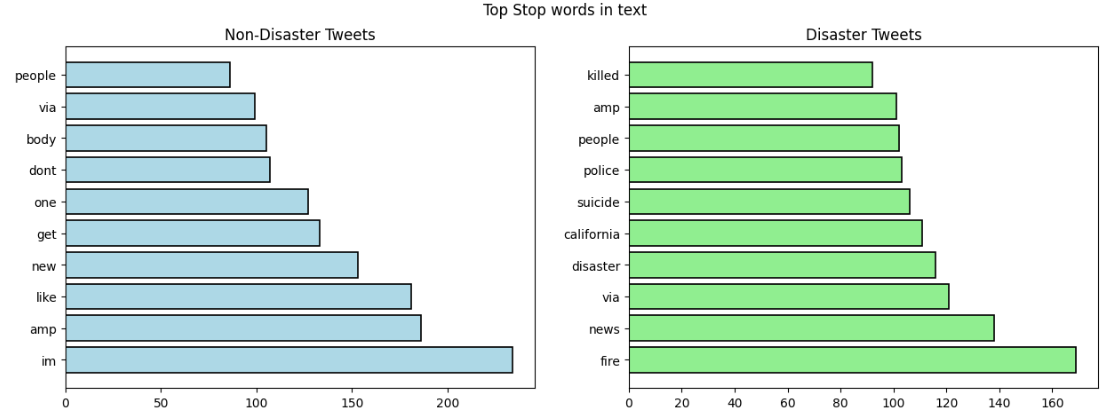 Top Stop words in text
Non-Disaster Tweets
people
via
body
dont
one
get
new
like
amp
im
0 50 100 150 200
Disaster Tweets
killed
amp
people
police
suicide
california
disaster
via
news
fire
0 20 40 60 80 100 120 140 160